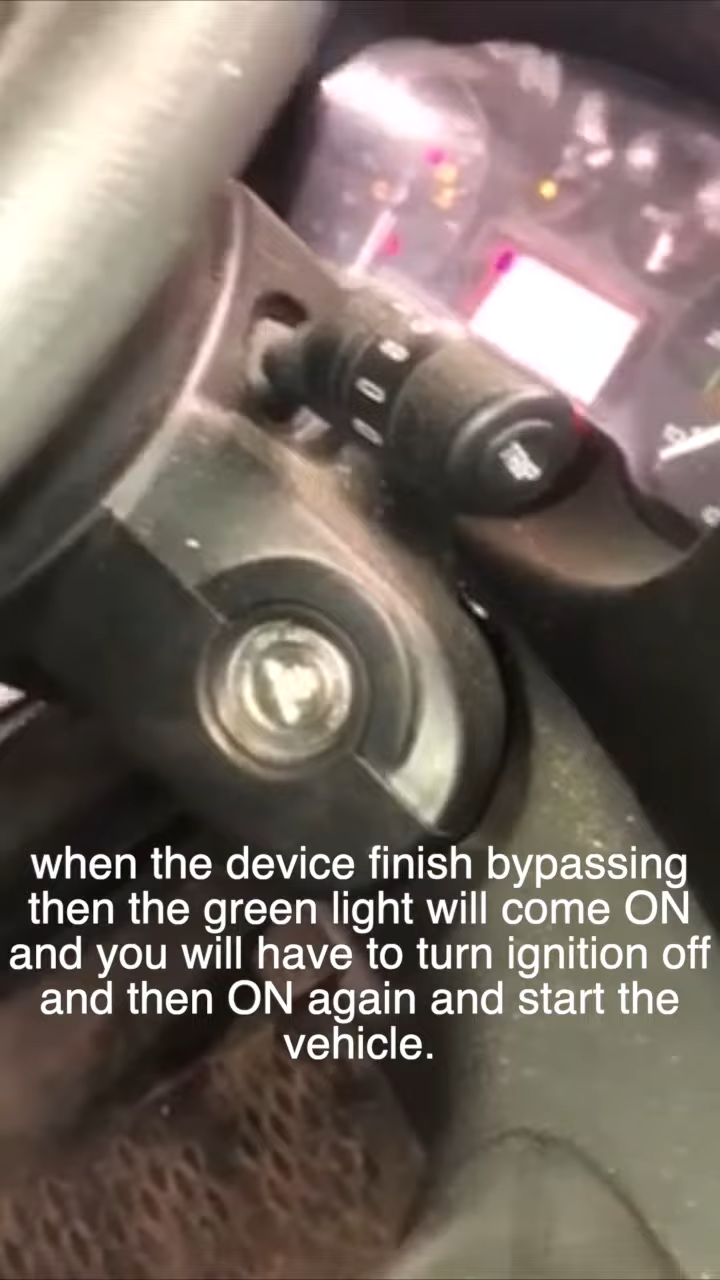 when the device finish bypassing
then the green light will come ON
and you will have to turn ignition off
and then ON again and start the
vehicle.